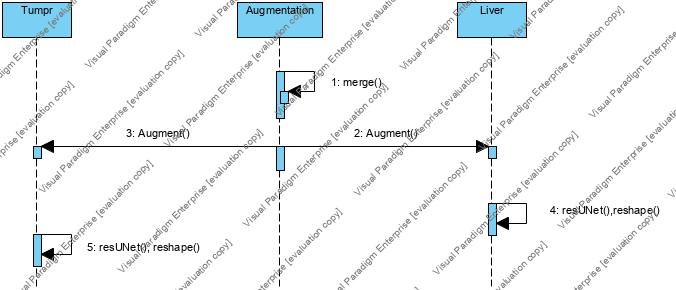 Tumpr
Augmentation
Liver
1: merge()
3: Augment()
2: Augment()
4: resUNet(),reshape()
5: resUNet(), reshape()
Visual Paradigm Enterprise [evaluation copy]